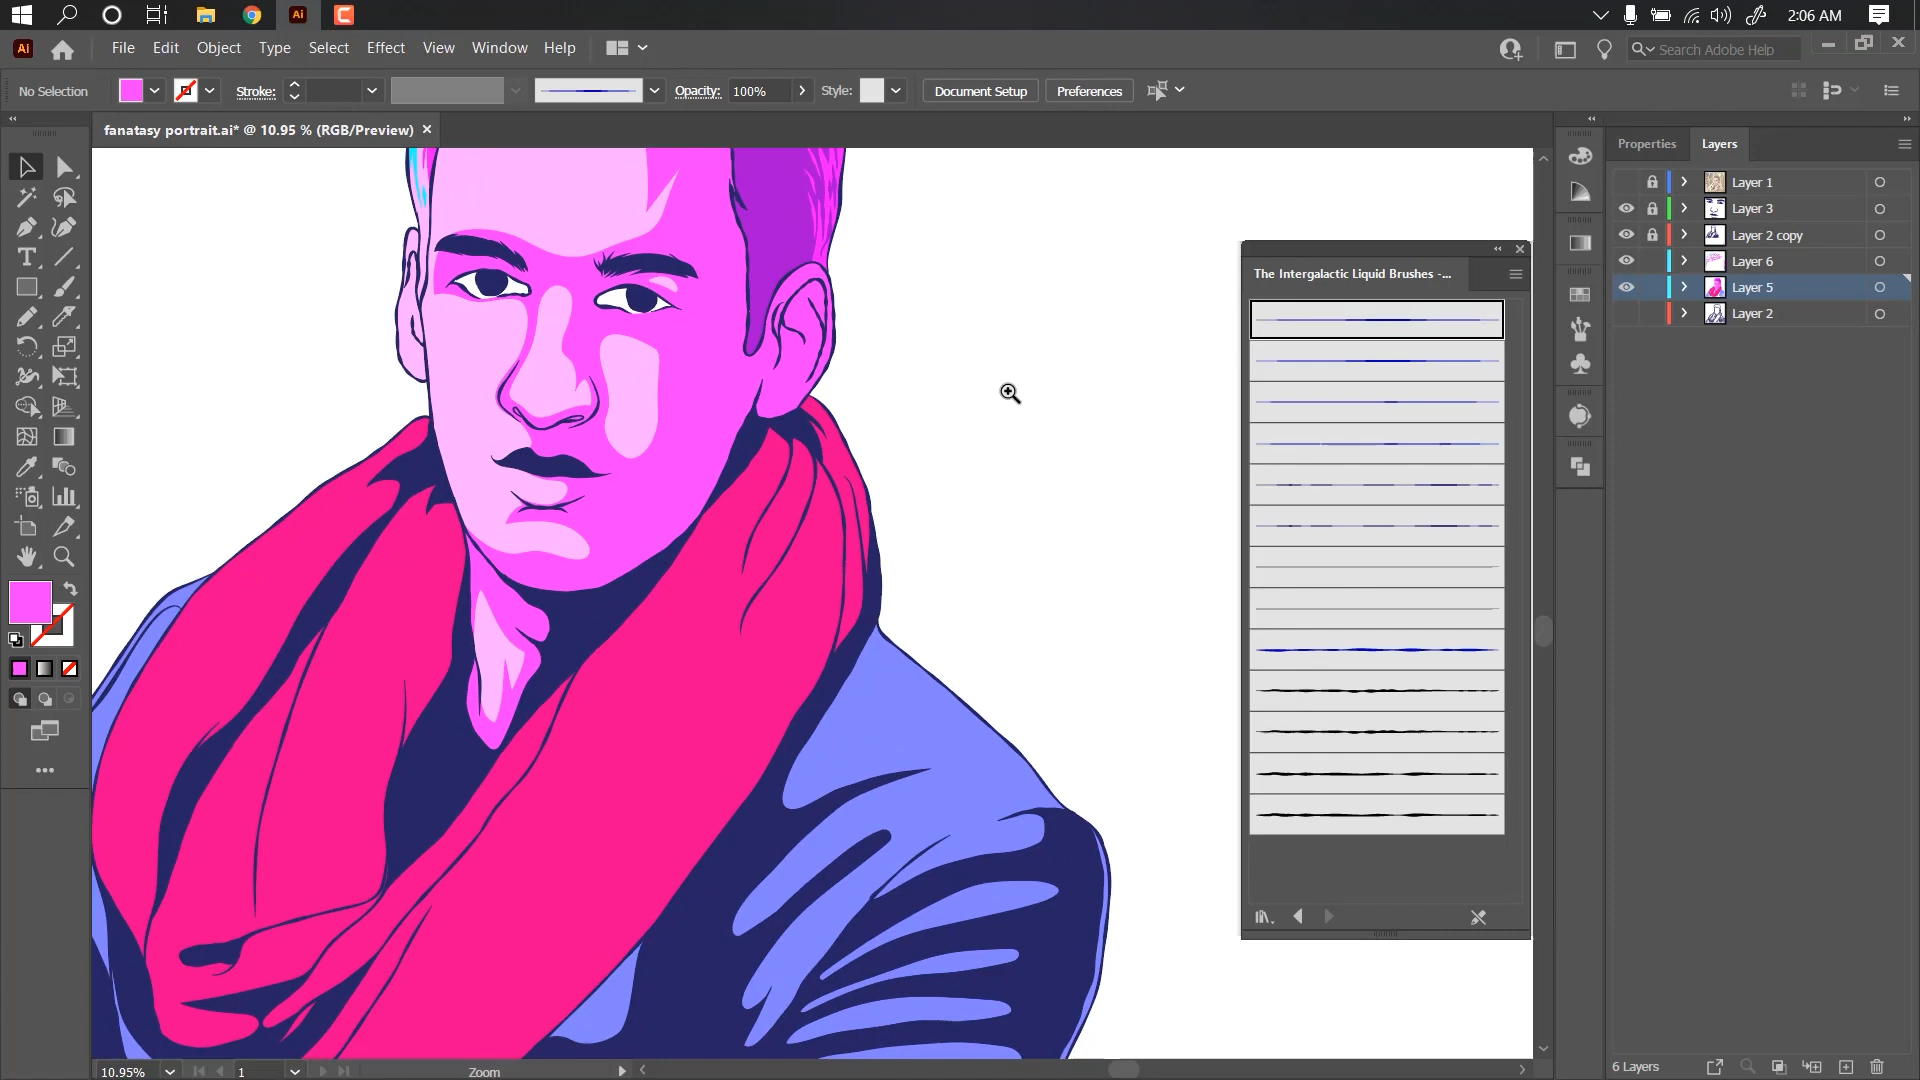 Ai
2:06 AM
Ai
File Edit Object Type Select Effect View Window Help
Search Adobe Help
No Selection
Stroke:
Opacity: 100%
Style:
Document Setup
Preferences
fanatasy portrait.ai* @ 10.95 % (RGB/Preview)
Properties
Layers
Layer 1
Layer 3
Layer 2 copy
Layer 6
Layer 5
Layer 2
The Intergalactic Liquid Brushes -...
10.95%
1
Zoom
6 Layers